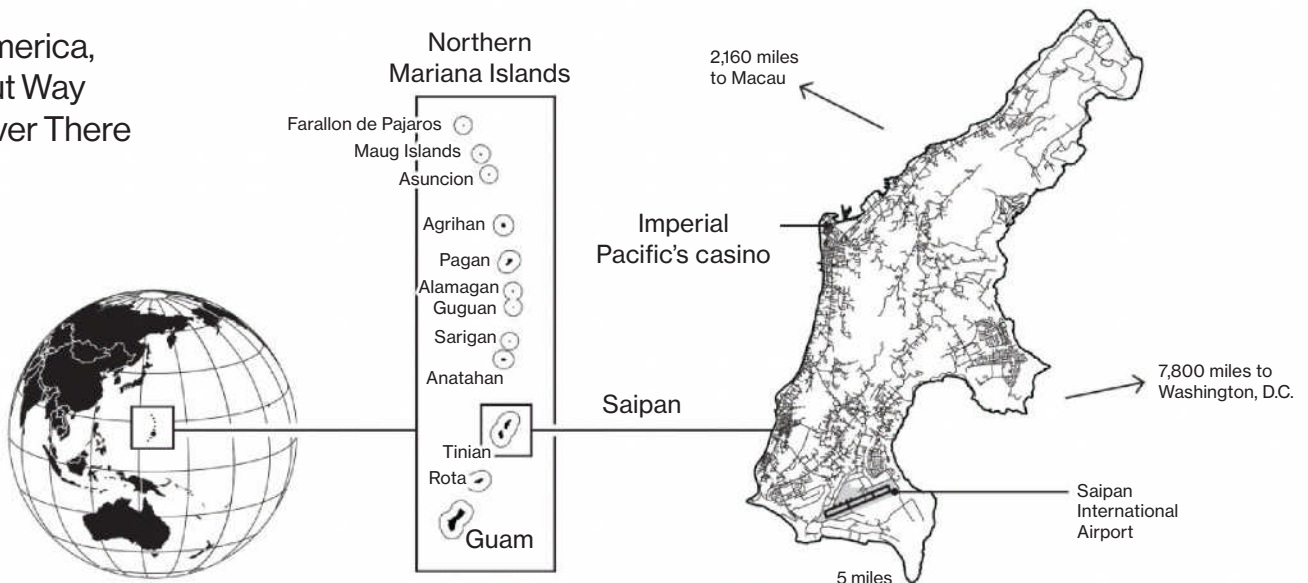 merica,
ut Way
ver There
Northern
Mariana Islands
Farallon de Pajaros
Maug Islands
Asuncion
Agrihan
Pagan
Alamagan
Guguan
Sarigan
Anatahan
Tinian
Rota
Guam
Saipan
2,160 miles
to Macau
Imperial
Pacific's casino
7,800 miles to
Washington, D.C.
Saipan
International
Airport
5 miles